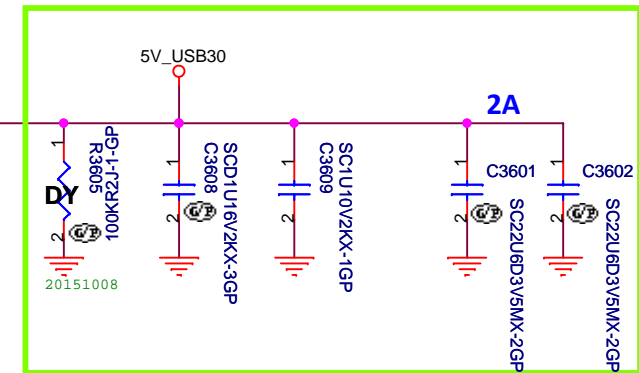 5V_USB30
2A
1
R3605
100KR2J-1-GP
DY
2
G/P
20151008
1
C3608
SCD1U16V2KX-3GP
2
G/P
1
C3609
SC1U10V2KX-1GP
2
1
C3601
SC22U6D3V5MX-2GP
2
G/P
1
C3602
SC22U6D3V5MX-2GP
2
G/P